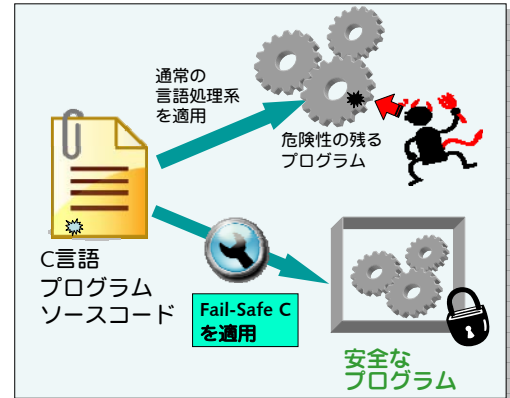 通常の
言語処理系
を適用
危険性の残る
プログラム
C言語
プログラム
ソースコード
Fail-Safe C
を適用
安全な
プログラム